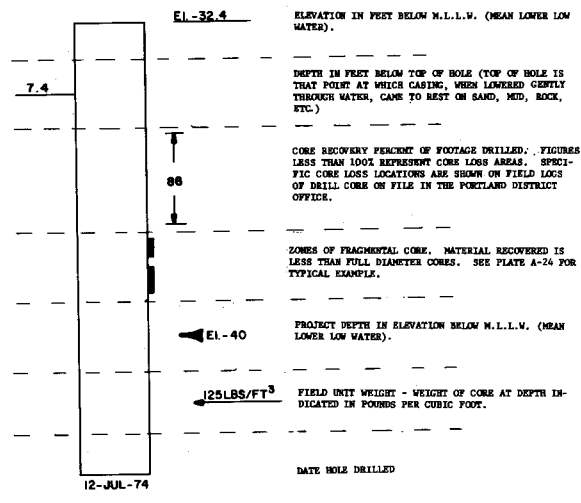 El.-32.4
ELEVATION IN FEET BELOW M.L.L.W. (MEAN LOWER LOW
WATER).
7.4
DEPTH IN FEET BELOW TOP OF HOLE (TOP OF HOLE IS
THAT POINT AT WHICH CASING, WHEN LOWERED GENTLY
THROUGH WATER, CAME TO REST ON SAND, MUD, ROCK,
ETC.)
86
CORE RECOVERY PERCENT OF FOOTAGE DRILLED. FIGURES
LESS THAN 100% REPRESENT CORE LOSS AREAS. SPECI-
FIC CORE LOSS LOCATIONS ARE SHOWN ON FIELD LOGS
OF DRILL CORE ON FILE IN THE PORTLAND DISTRICT
OFFICE.
ZONES OF FRAGMENTAL CORE. MATERIAL RECOVERED IS
LESS THAN FULL DIAMETER CORES. SEE PLATE A-24 FOR
TYPICAL EXAMPLE.
El.-40
PROJECT DEPTH IN ELEVATION BELOW M.L.L.W. (MEAN
LOWER LOW WATER).
125LBS/FT³
FIELD UNIT WEIGHT - WEIGHT OF CORE AT DEPTH IN-
DICATED IN POUNDS PER CUBIC FOOT.
12-JUL-74
DATE HOLE DRILLED